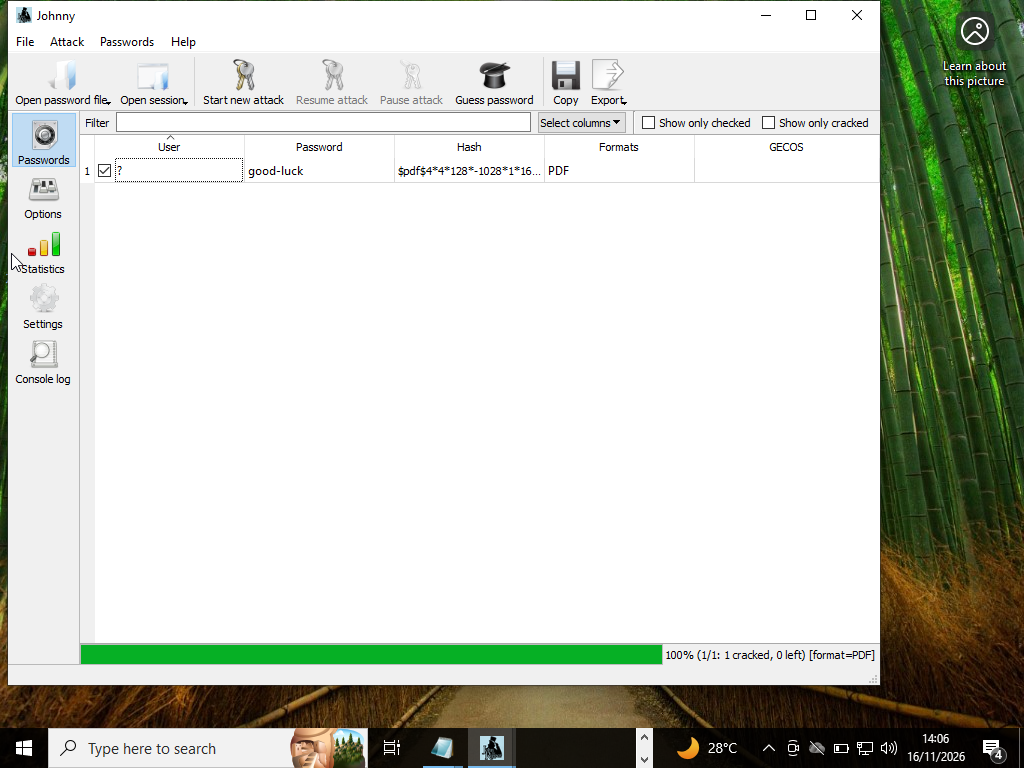 Johnny
File Attack Passwords Help
Open password file Open session Start new attack Resume attack Pause attack Guess password Copy Export
Filter Select columns Show only checked Show only cracked
User Password Hash Formats GECOS
1 ? good-luck $pdf$4*4*128*-1028*1*16... PDF
Passwords
Options
Statistics
Settings
Console log
100% (1/1: 1 cracked, 0 left) [format=PDF]
Learn about
this picture
Type here to search
28°C
14:06
16/11/2026
4